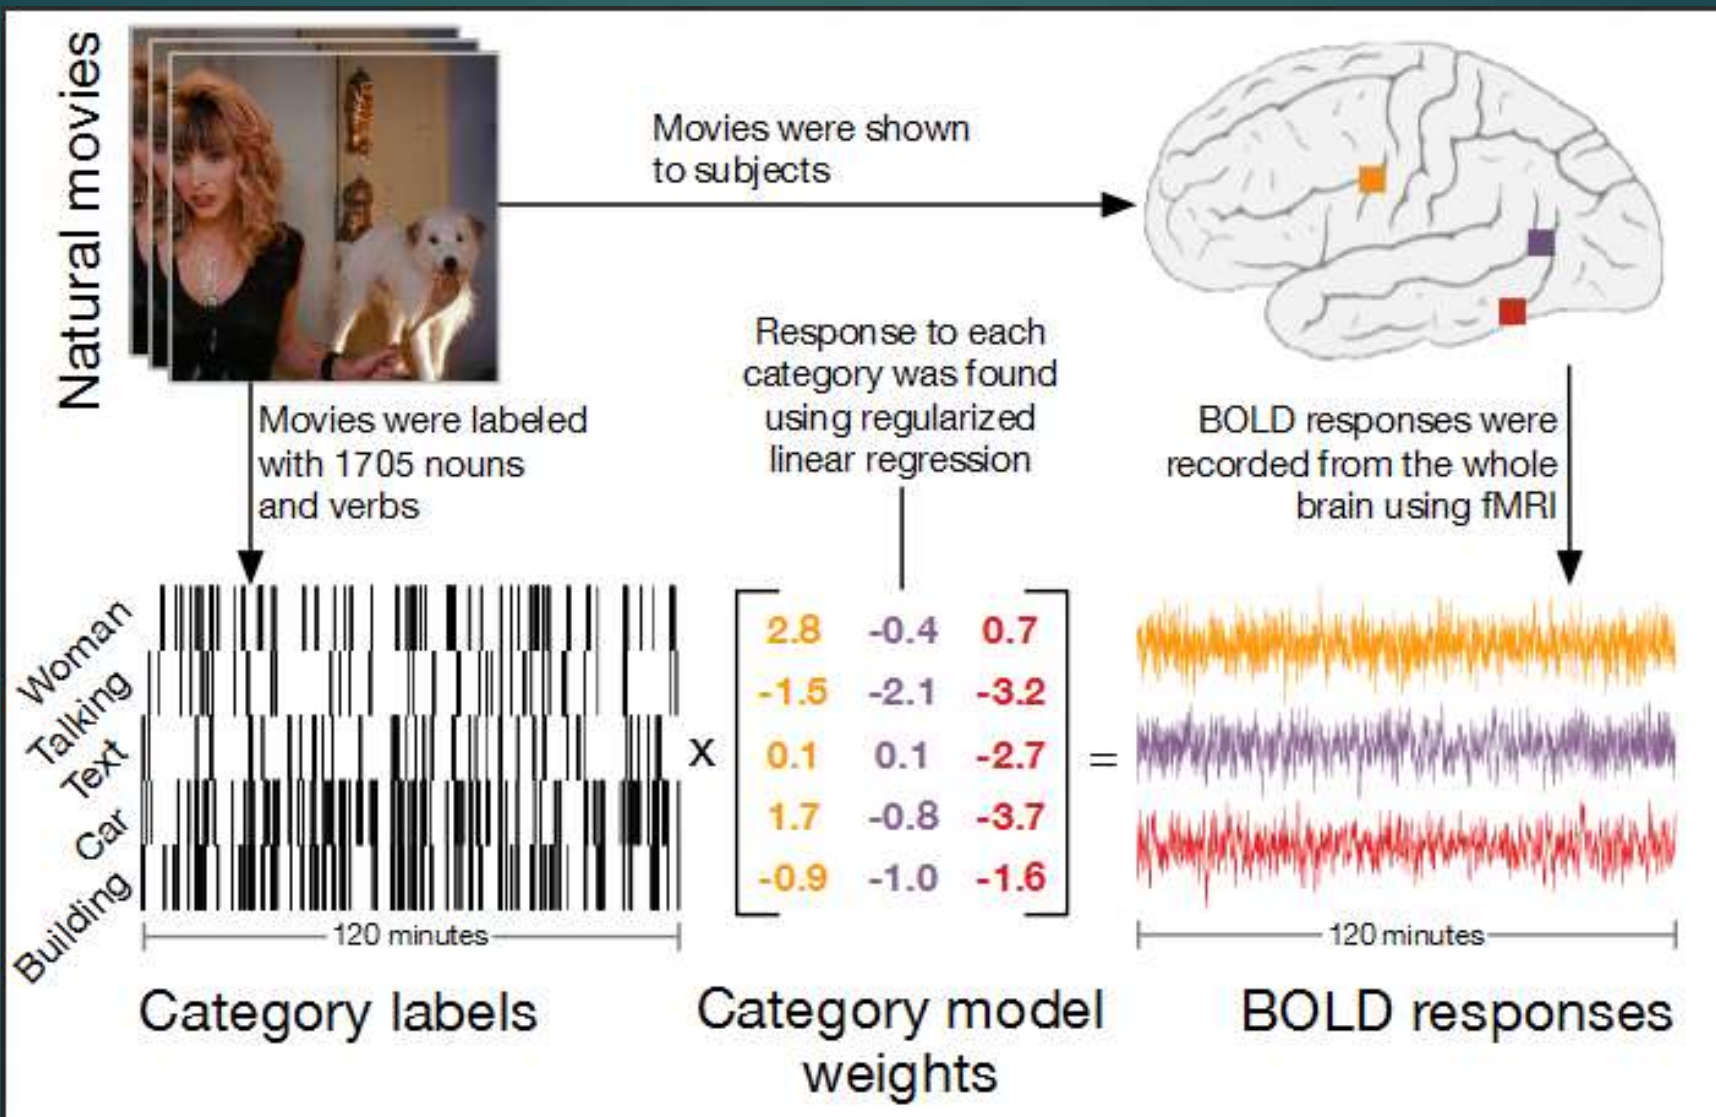 Natural movies
Movies were shown
to subjects
Movies were labeled
with 1705 nouns
and verbs
Response to each
category was found
using regularized
linear regression
BOLD responses were
recorded from the whole
brain using fMRI
Woman
Talking
Text
Car
Building
120 minutes
Category labels
x
2.8 -0.4 0.7
-1.5 -2.1 -3.2
0.1 0.1 -2.7
1.7 -0.8 -3.7
-0.9 -1.0 -1.6
Category model
weights
=
120 minutes
BOLD responses